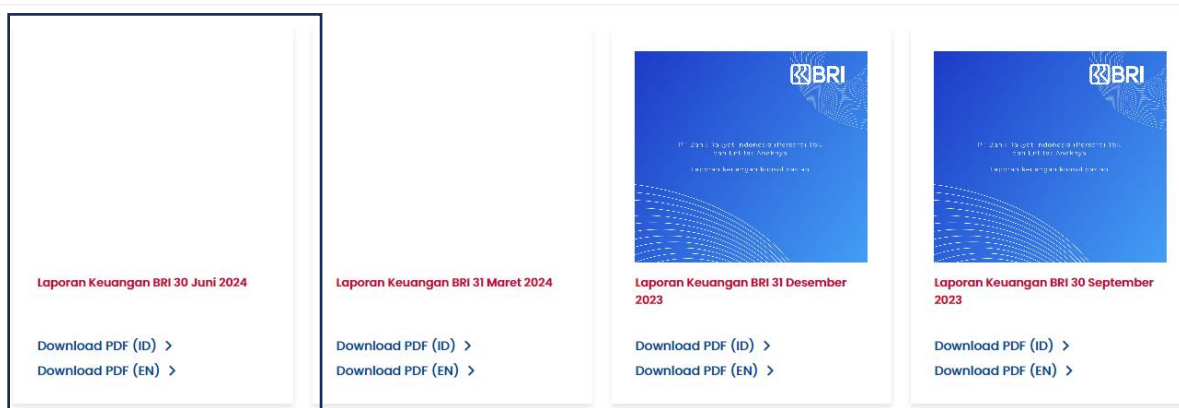 BRI
BRI
Laporan Keuangan BRI 30 Juni 2024
Download PDF (ID) >
Download PDF (EN) >
Laporan Keuangan BRI 31 Maret 2024
Download PDF (ID) >
Download PDF (EN) >
Laporan Keuangan BRI 31 Desember
2023
Download PDF (ID) >
Download PDF (EN) >
Laporan Keuangan BRI 30 September
2023
Download PDF (ID) >
Download PDF (EN) >